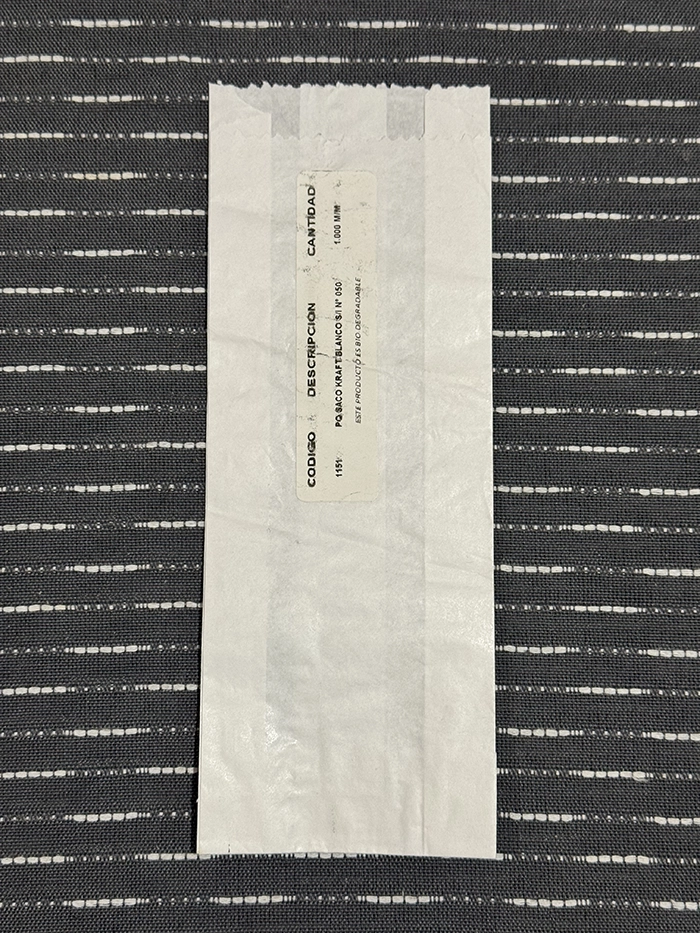 CODIGO DESCRIPCION CANTIDAD
PQ SACO KRAFT BLANCO S/I N° 050 1.000 M/M
ESTE PRODUCTO ES BIO DEGRADABLE